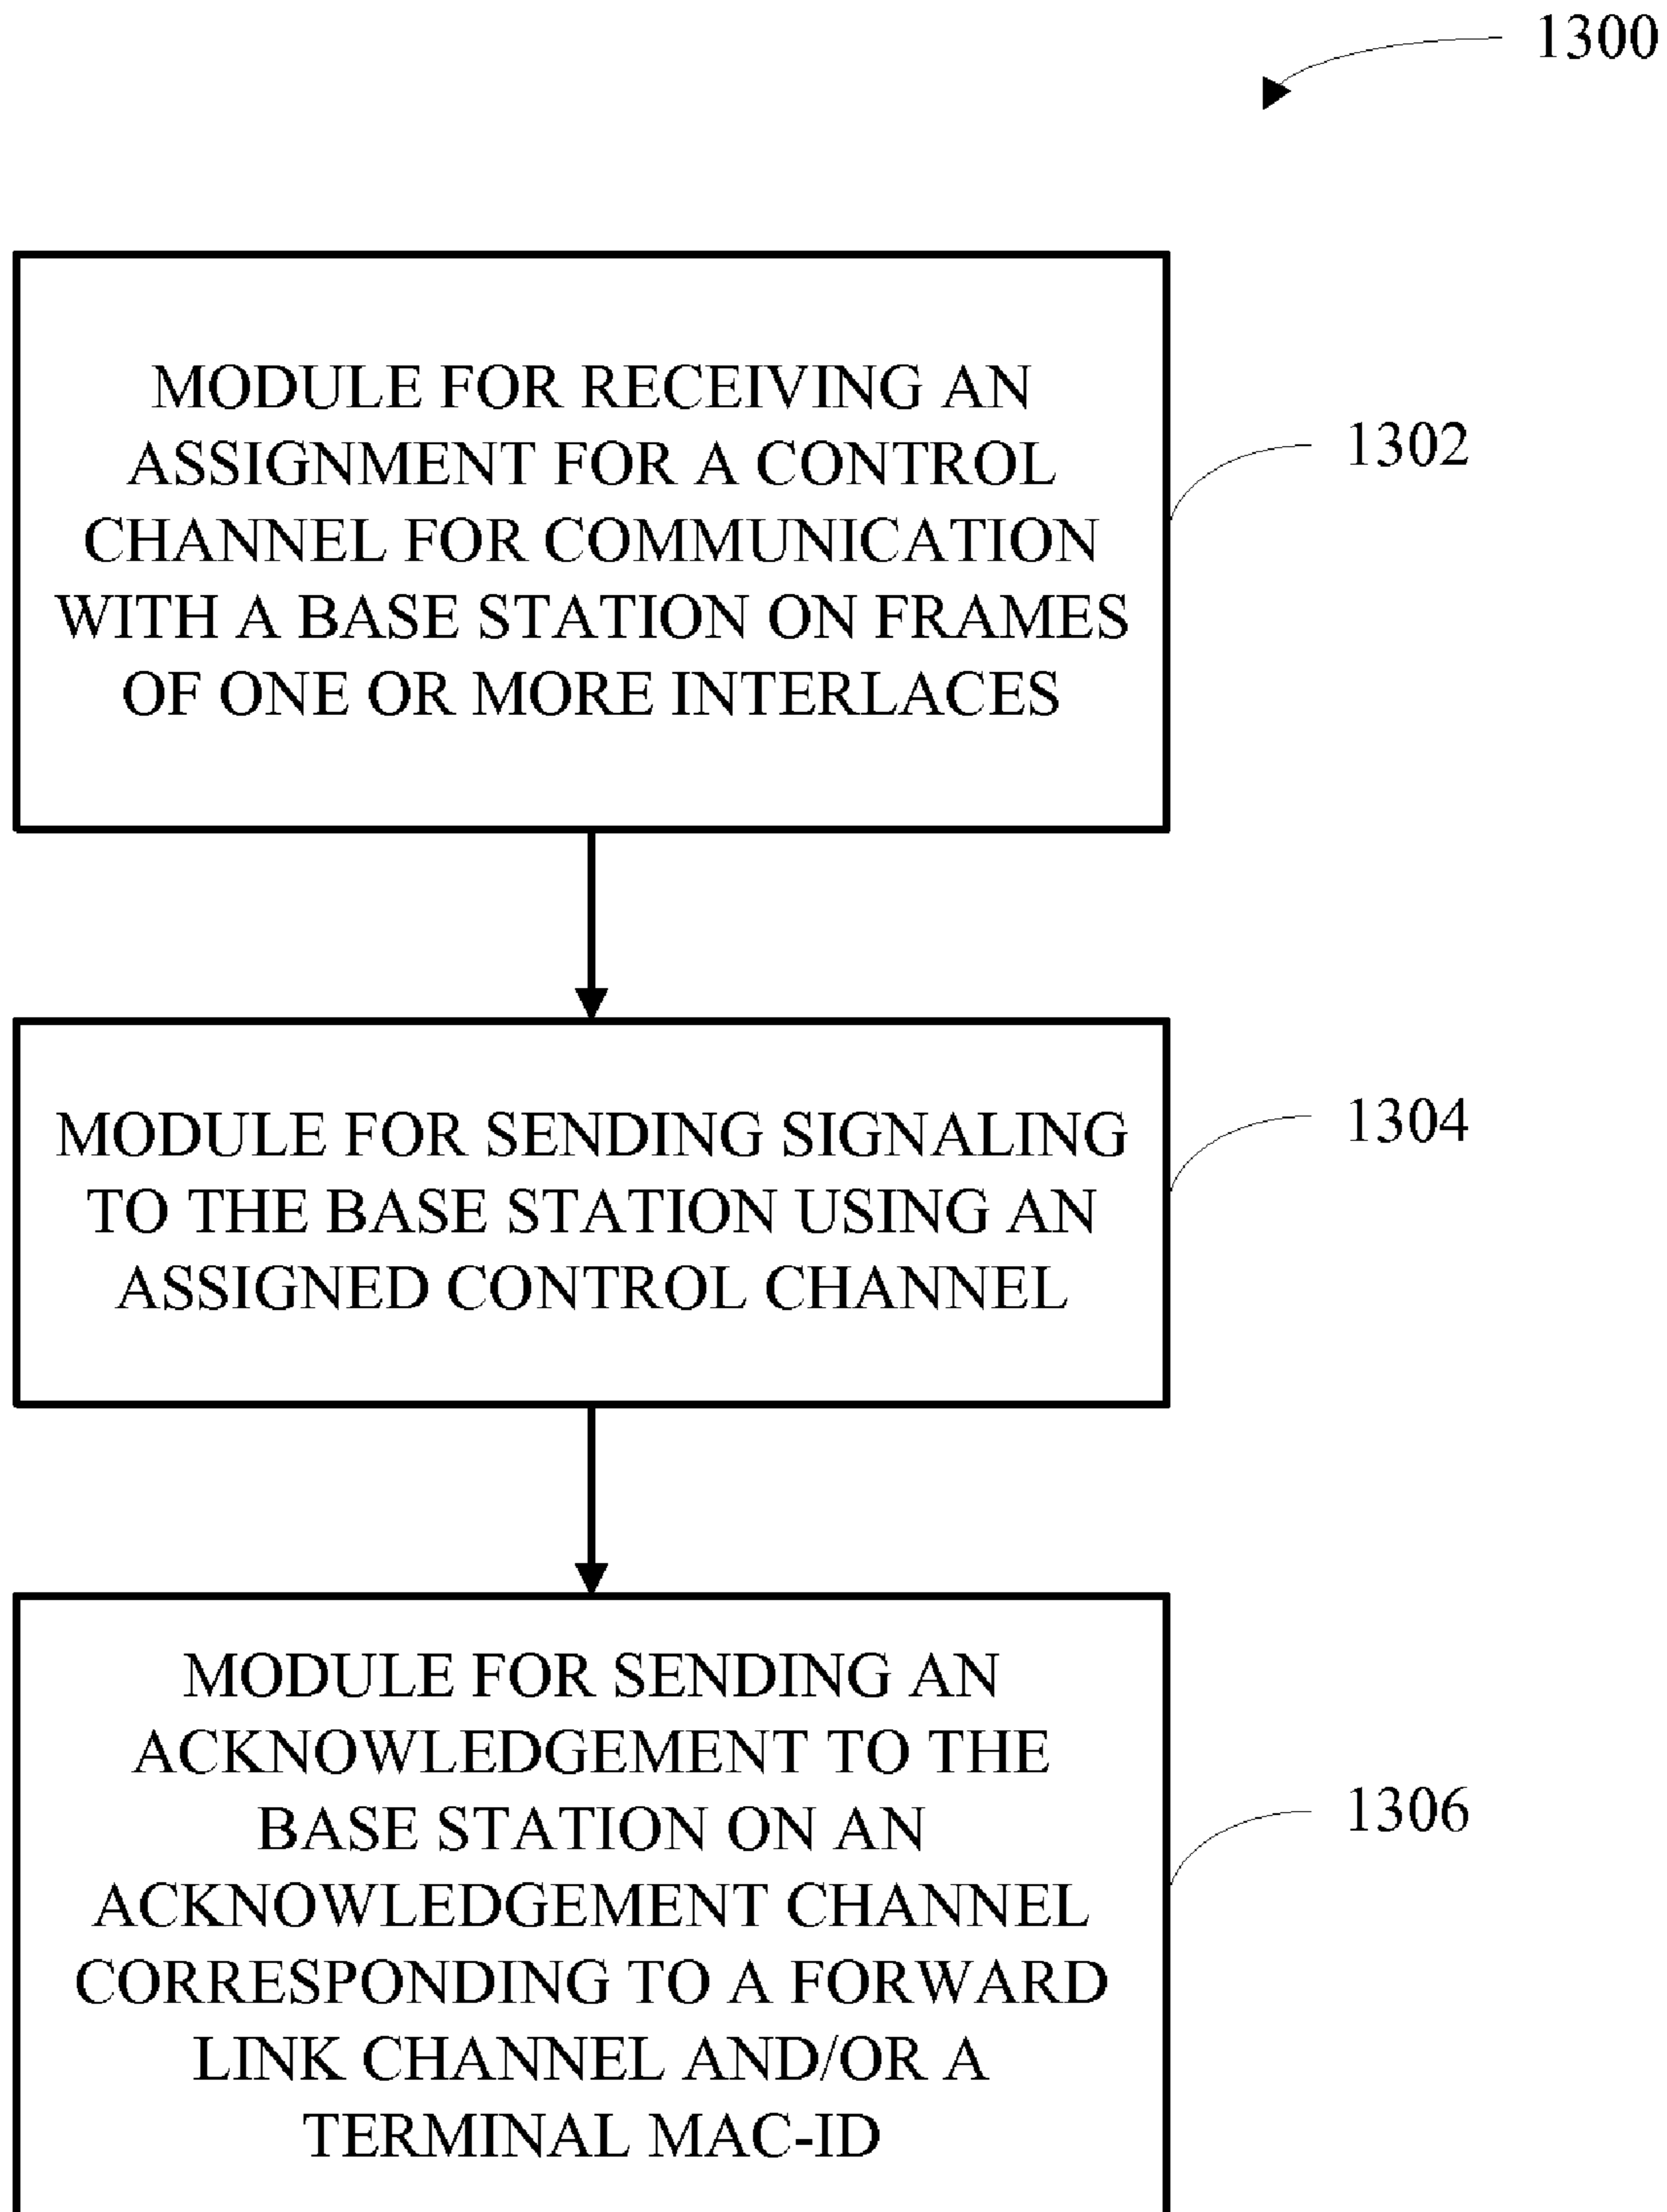 1300
MODULE FOR RECEIVING AN
ASSIGNMENT FOR A CONTROL
CHANNEL FOR COMMUNICATION
WITH A BASE STATION ON FRAMES
OF ONE OR MORE INTERLACES
1302
MODULE FOR SENDING SIGNALING
TO THE BASE STATION USING AN
ASSIGNED CONTROL CHANNEL
1304
MODULE FOR SENDING AN
ACKNOWLEDGEMENT TO THE
BASE STATION ON AN
ACKNOWLEDGEMENT CHANNEL
CORRESPONDING TO A FORWARD
LINK CHANNEL AND/OR A
TERMINAL MAC-ID
1306